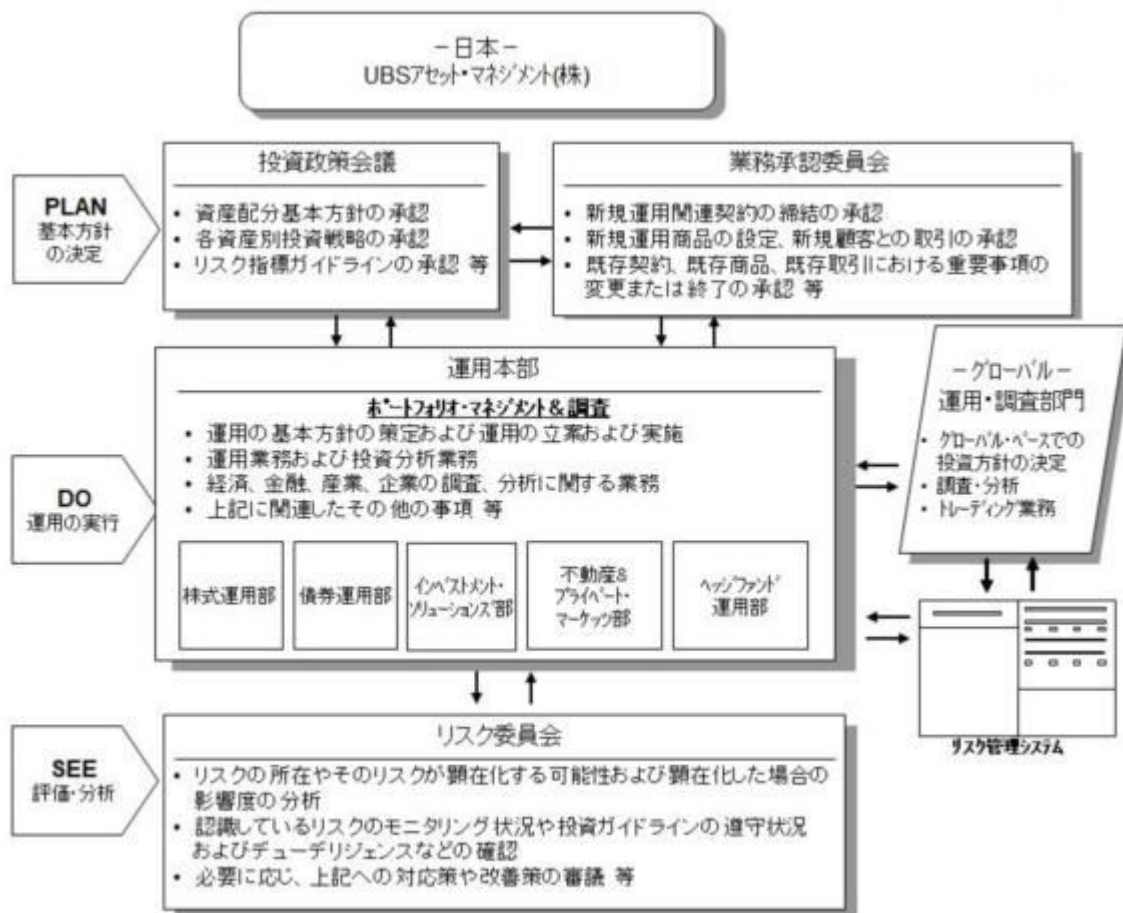 －日本－
UBSアセット・マネジメント(株)
PLAN
基本方針
の決定
投資政策会議
・ 資産配分基本方針の承認
・ 各資産別投資戦略の承認
・ リスク指標ガイドラインの承認 等
業務承認委員会
・ 新規運用関連契約の締結の承認
・ 新規運用商品の設定、新規顧客との取引の承認
・ 既存契約、既存商品、既存取引における重要事項の
変更または終了の承認 等
DO
運用の実行
運用本部
ポートフォリオ・マネジメント＆調査
・ 運用の基本方針の策定および運用の立案および実施
・ 運用業務および投資分析業務
・ 経済、金融、産業、企業の調査、分析に関する業務
・ 上記に関連したその他の事項 等
株式運用部
債券運用部
インベストメント・
ソリューションズ部
不動産&
プライベート・
マーケッツ部
ヘッジファンド
運用部
－グローバル－
運用・調査部門
・ グローバル・ベースでの
投資方針の決定
・ 調査・分析
・ トレーディング業務
リスク管理システム
SEE
評価・分析
リスク委員会
・ リスクの所在やそのリスクが顕在化する可能性および顕在化した場合の
影響度の分析
・ 認識しているリスクのモニタリング状況や投資ガイドラインの遵守状況
およびデューデリジェンスなどの確認
・ 必要に応じ、上記への対応策や改善策の審議 等